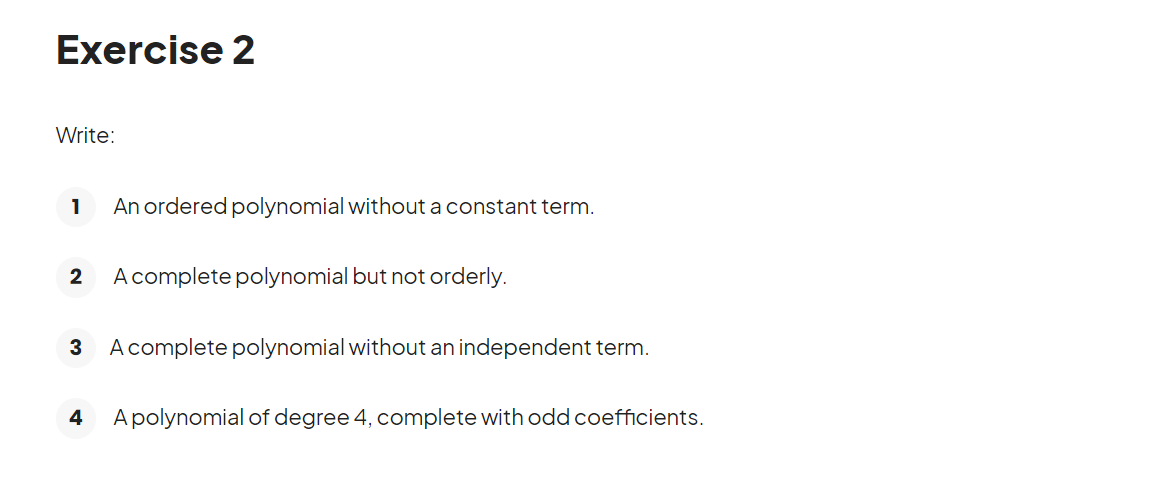 Exercise 2
Write:
1 An ordered polynomial without a constant term.
2 A complete polynomial but not orderly.
3 A complete polynomial without an independent term.
4 A polynomial of degree 4, complete with odd coefficients.